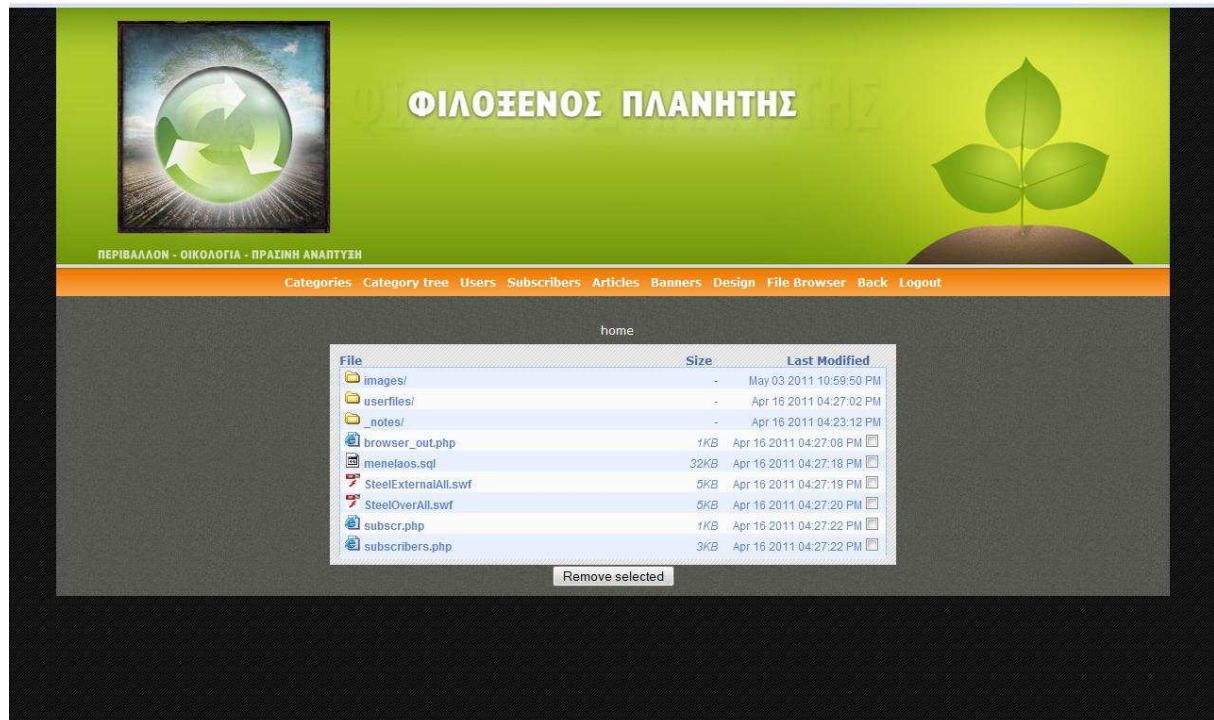 ΦΙΛΟΞΕΝΟΣ ΠΛΑΝΗΤΗΣ
ΠΕΡΙΒΑΛΛΟΝ - ΟΙΚΟΛΟΓΙΑ - ΠΡΑΣΙΝΗ ΑΝΑΠΤΥΞΗ
Categories Category tree Users Subscribers Articles Banners Design File Browser Back Logout
home
File Size Last Modified
images/ - May 03 2011 10:59:50 PM
userfiles/ - Apr 16 2011 04:27:02 PM
_notes/ - Apr 16 2011 04:23:12 PM
browser_out.php 1KB Apr 16 2011 04:27:08 PM
menelaos.sql 32KB Apr 16 2011 04:27:18 PM
SteelExternalAll.swf 5KB Apr 16 2011 04:27:19 PM
SteelOverAll.swf 5KB Apr 16 2011 04:27:20 PM
subscr.php 1KB Apr 16 2011 04:27:22 PM
subscribers.php 3KB Apr 16 2011 04:27:22 PM
Remove selected